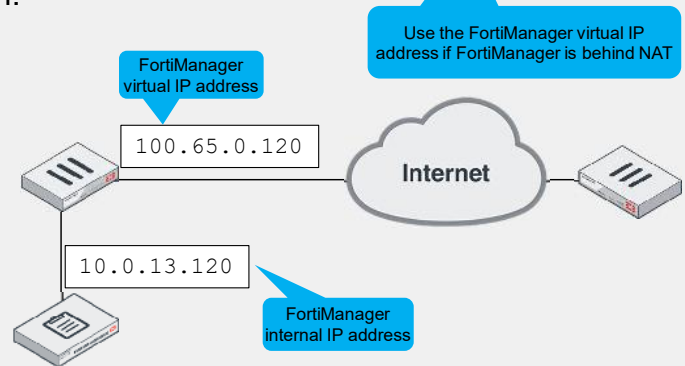 Use the FortiManager virtual IP
address if FortiManager is behind NAT
FortiManager
virtual IP address
100.65.0.120
Internet
10.0.13.120
FortiManager
internal IP address